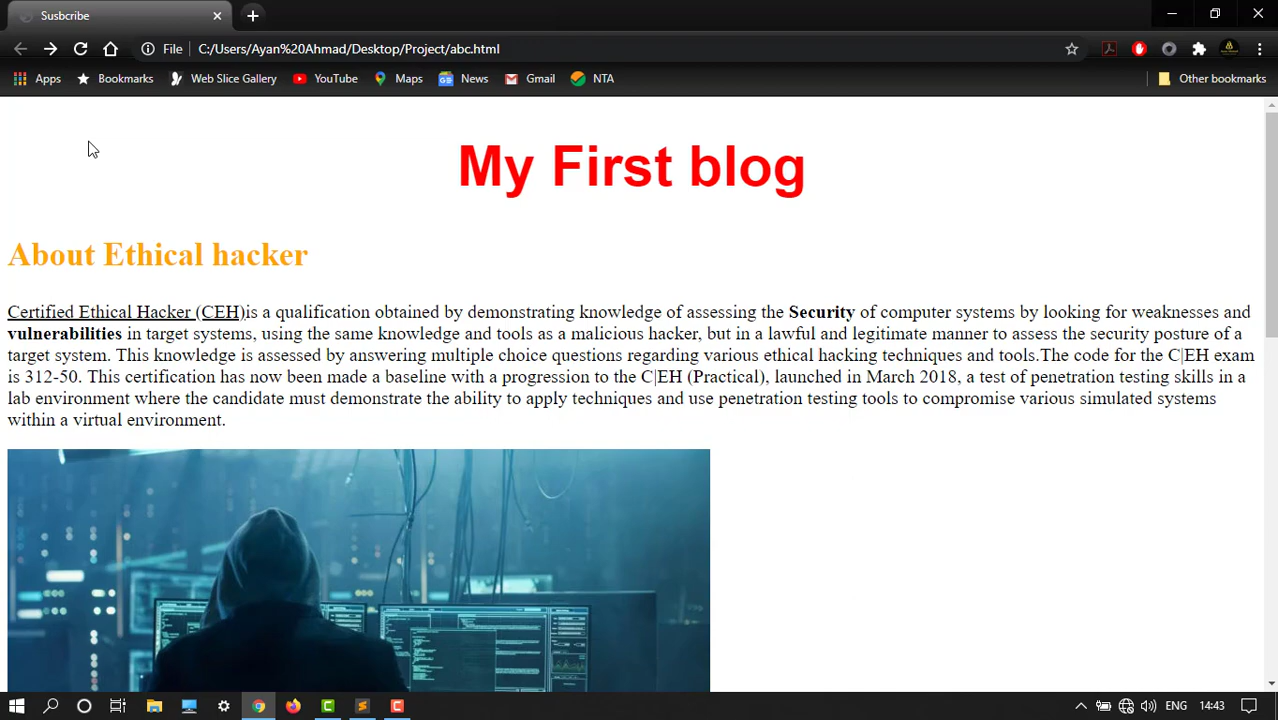 Susbcribe
File C:/Users/Ayan%20Ahmad/Desktop/Project/abc.html
Apps Bookmarks Web Slice Gallery YouTube Maps News Gmail NTA Other bookmarks
My First blog
About Ethical hacker
Certified Ethical Hacker (CEH)is a qualification obtained by demonstrating knowledge of assessing the Security of computer systems by looking for weaknesses and
vulnerabilities in target systems, using the same knowledge and tools as a malicious hacker, but in a lawful and legitimate manner to assess the security posture of a
target system. This knowledge is assessed by answering multiple choice questions regarding various ethical hacking techniques and tools.The code for the C|EH exam
is 312-50. This certification has now been made a baseline with a progression to the C|EH (Practical), launched in March 2018, a test of penetration testing skills in a
lab environment where the candidate must demonstrate the ability to apply techniques and use penetration testing tools to compromise various simulated systems
within a virtual environment.
ENG 14:43